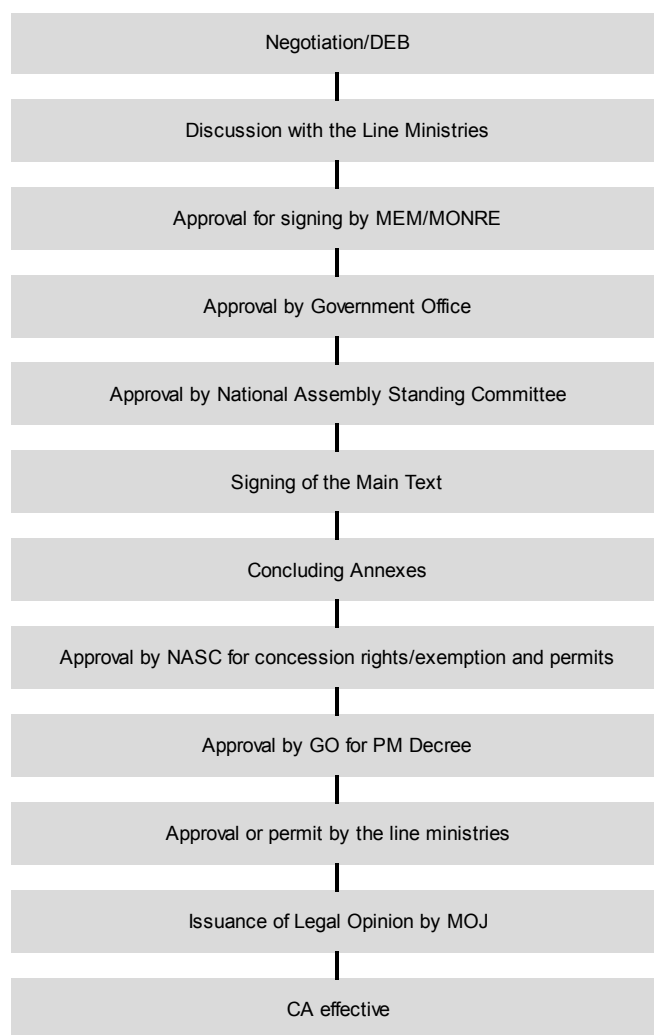 Negotiation/DEB
Discussion with the Line Ministries
Approval for signing by MEM/MONRE
Approval by Government Office
Approval by National Assembly Standing Committee
Signing of the Main Text
Concluding Annexes
Approval by NASC for concession rights/exemption and permits
Approval by GO for PM Decree
Approval or permit by the line ministries
Issuance of Legal Opinion by MOJ
CA effective